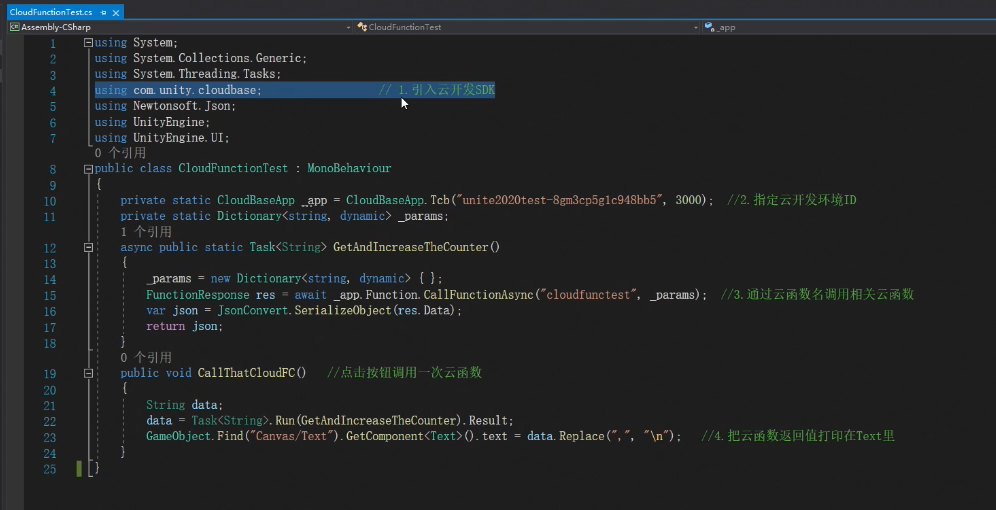 CloudFunctionTest.cs
Assembly-CSharp CloudFunctionTest _app
1 using System;
2 using System.Collections.Generic;
3 using System.Threading.Tasks;
4 using com.unity.cloudbase; // 1.引入云开发SDK
5 using Newtonsoft.Json;
6 using UnityEngine;
7 using UnityEngine.UI;
0 个引用
8 public class CloudFunctionTest : MonoBehaviour
9 {
10 private static CloudBaseApp _app = CloudBaseApp.Tcb("unite2020test-8gm3cp5g1c948bb5", 3000); //2.指定云开发环境ID
11 private static Dictionary<string, dynamic> _params;
1 个引用
12 async public static Task<String> GetAndIncreaseTheCounter()
13 {
14 _params = new Dictionary<string, dynamic> { };
15 FunctionResponse res = await _app.Function.CallFunctionAsync("cloudfunctest", _params); //3.通过云函数名调用相关云函数
16 var json = JsonConvert.SerializeObject(res.Data);
17 return json;
18 }
0 个引用
19 public void CallThatCloudFC() //点击按钮调用一次云函数
20 {
21 String data;
22 data = Task<String>.Run(GetAndIncreaseTheCounter).Result;
23 GameObject.Find("Canvas/Text").GetComponent<Text>().text = data.Replace(",", "\n"); //4.把云函数返回值打印在Text里
24 }
25 }